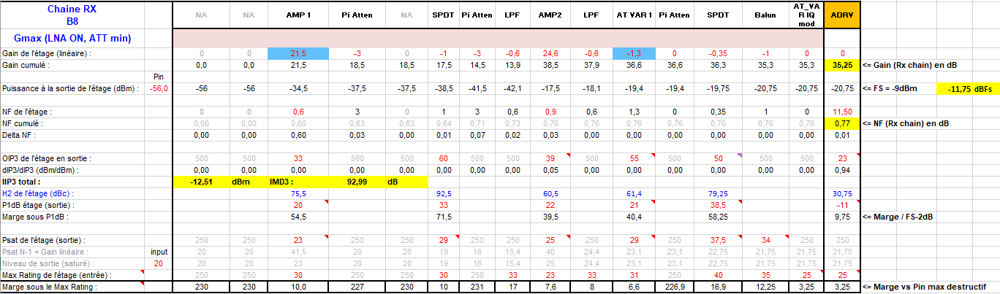 Chaine RX B8 NA NA AMP 1 Pi Atten NA SPDT Pi Atten LPF AMP2 LPF AT VAR 1 Pi Atten SPDT Balun AT_VAR IQ mod ADRV
Gmax (LNA ON, ATT min)
Gain de l'étage (linéaire) : 0 0 21,5 -3 0 -1 -3 -0,6 24,6 -0,6 -1,3 0 -0,35 -1 0 0
Gain cumulé : 0,0 0,0 21,5 18,5 18,5 17,5 14,5 13,9 38,5 37,9 36,6 36,6 36,3 35,3 35,3 35,25 <= Gain (Rx chain) en dB
Pin
Puissance à la sortie de l'étage (dBm) : -56,0 -56 -56 -34,5 -37,5 -37,5 -38,5 -41,5 -42,1 -17,5 -18,1 -19,4 -19,4 -19,75 -20,75 -20,75 -20,75 <= FS = -9dBm -11,75 dBFs
NF de l'étage : 0 0 0,6 3 0 1 3 0,6 0,9 0,6 1,3 0 0,35 1 0 11,50
NF cumulé : 0,00 0,00 0,60 0,63 0,63 0,64 0,71 0,73 0,76 0,76 0,76 0,76 0,76 0,76 0,76 0,77 <= NF (Rx chain) en dB
Delta NF : 0,00 0,00 0,60 0,03 0,00 0,01 0,07 0,02 0,03 0,00 0,00 0,00 0,00 0,00 0,00 0,01
OIP3 de l'étage en sortie : 500 500 33 500 500 60 500 500 39 500 55 500 50 500 500 23
dIP3/dIP3 (dBm/dBm) : 0,00 0,00 0,00 0,00 0,00 0,00 0,00 0,00 0,05 0,00 0,00 0,00 0,00 0,00 0,00 0,94
IIP3 total : -12,51 dBm IMD3 : 92,99 dB
H2 de l'étage (dBc) : 75,5 92,5 60,5 61,4 79,25 30,75
P1dB étage (sortie) : 20 33 22 21 38,5 -11
Marge sous P1dB : 54,5 71,5 39,5 40,4 58,25 9,75 <= Marge / FS-2dB
Psat de l'étage (sortie) : 250 250 23 250 250 29 250 250 25 250 29 250 37,5 34 250 250
Psat N-1 + Gain linéaire : input 20 20 41,5 20 20 19 16 15,4 40 24,4 23,1 23,1 22,75 21,75 21,75 21,75
Niveau de sortie (saturé) : 20 20 20 23 20 20 19 16 15,4 25 24,4 23,1 23,1 22,75 21,75 21,75 21,75
Max Rating de l'étage (entrée) : 250 250 30 250 250 30 250 33 23 33 31 250 40 35 25 25
Marge sous le Max Rating : 230 230 10,0 227 230 10 231 17 7,6 8 6,6 226,9 16,9 12,25 3,25 3,25 <= Marge vs Pin max destructif